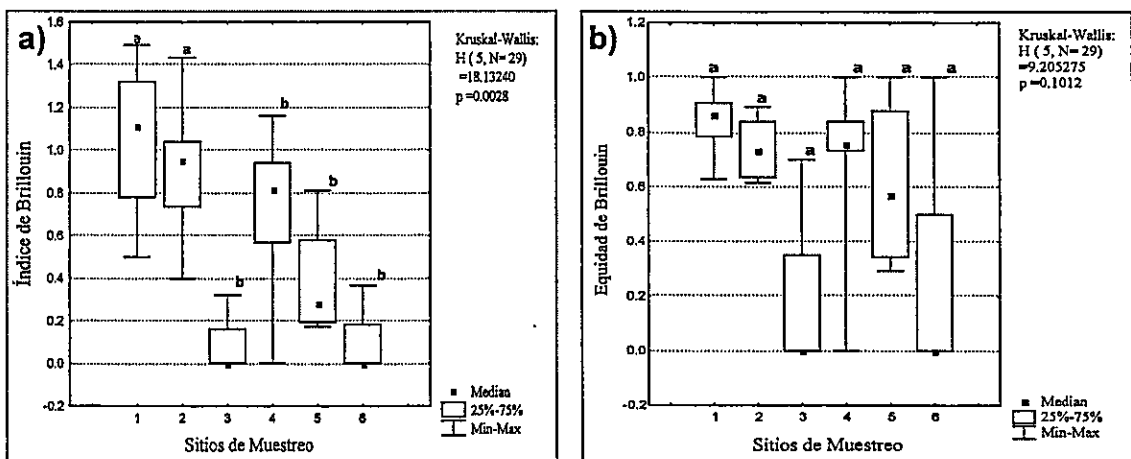 a)
Kruskal-Wallis:
H ( 5, N= 29)
=18.13240
p =0.0028
Índice de Brillouin
1.6
1.4
1.2
1.0
0.8
0.6
0.4
0.2
0.0
-0.2
a
a
b
b
b
b
1 2 3 4 5 6
Sitios de Muestreo
Median
25%-75%
Min-Max
b)
Kruskal-Wallis:
H ( 5, N= 29)
=9.205275
p =0.1012
Equidad de Brillouin
1.2
1.0
0.8
0.6
0.4
0.2
0.0
-0.2
a
a
a
a
a
a
1 2 3 4 5 6
Sitios de Muestreo
Median
25%-75%
Min-Max